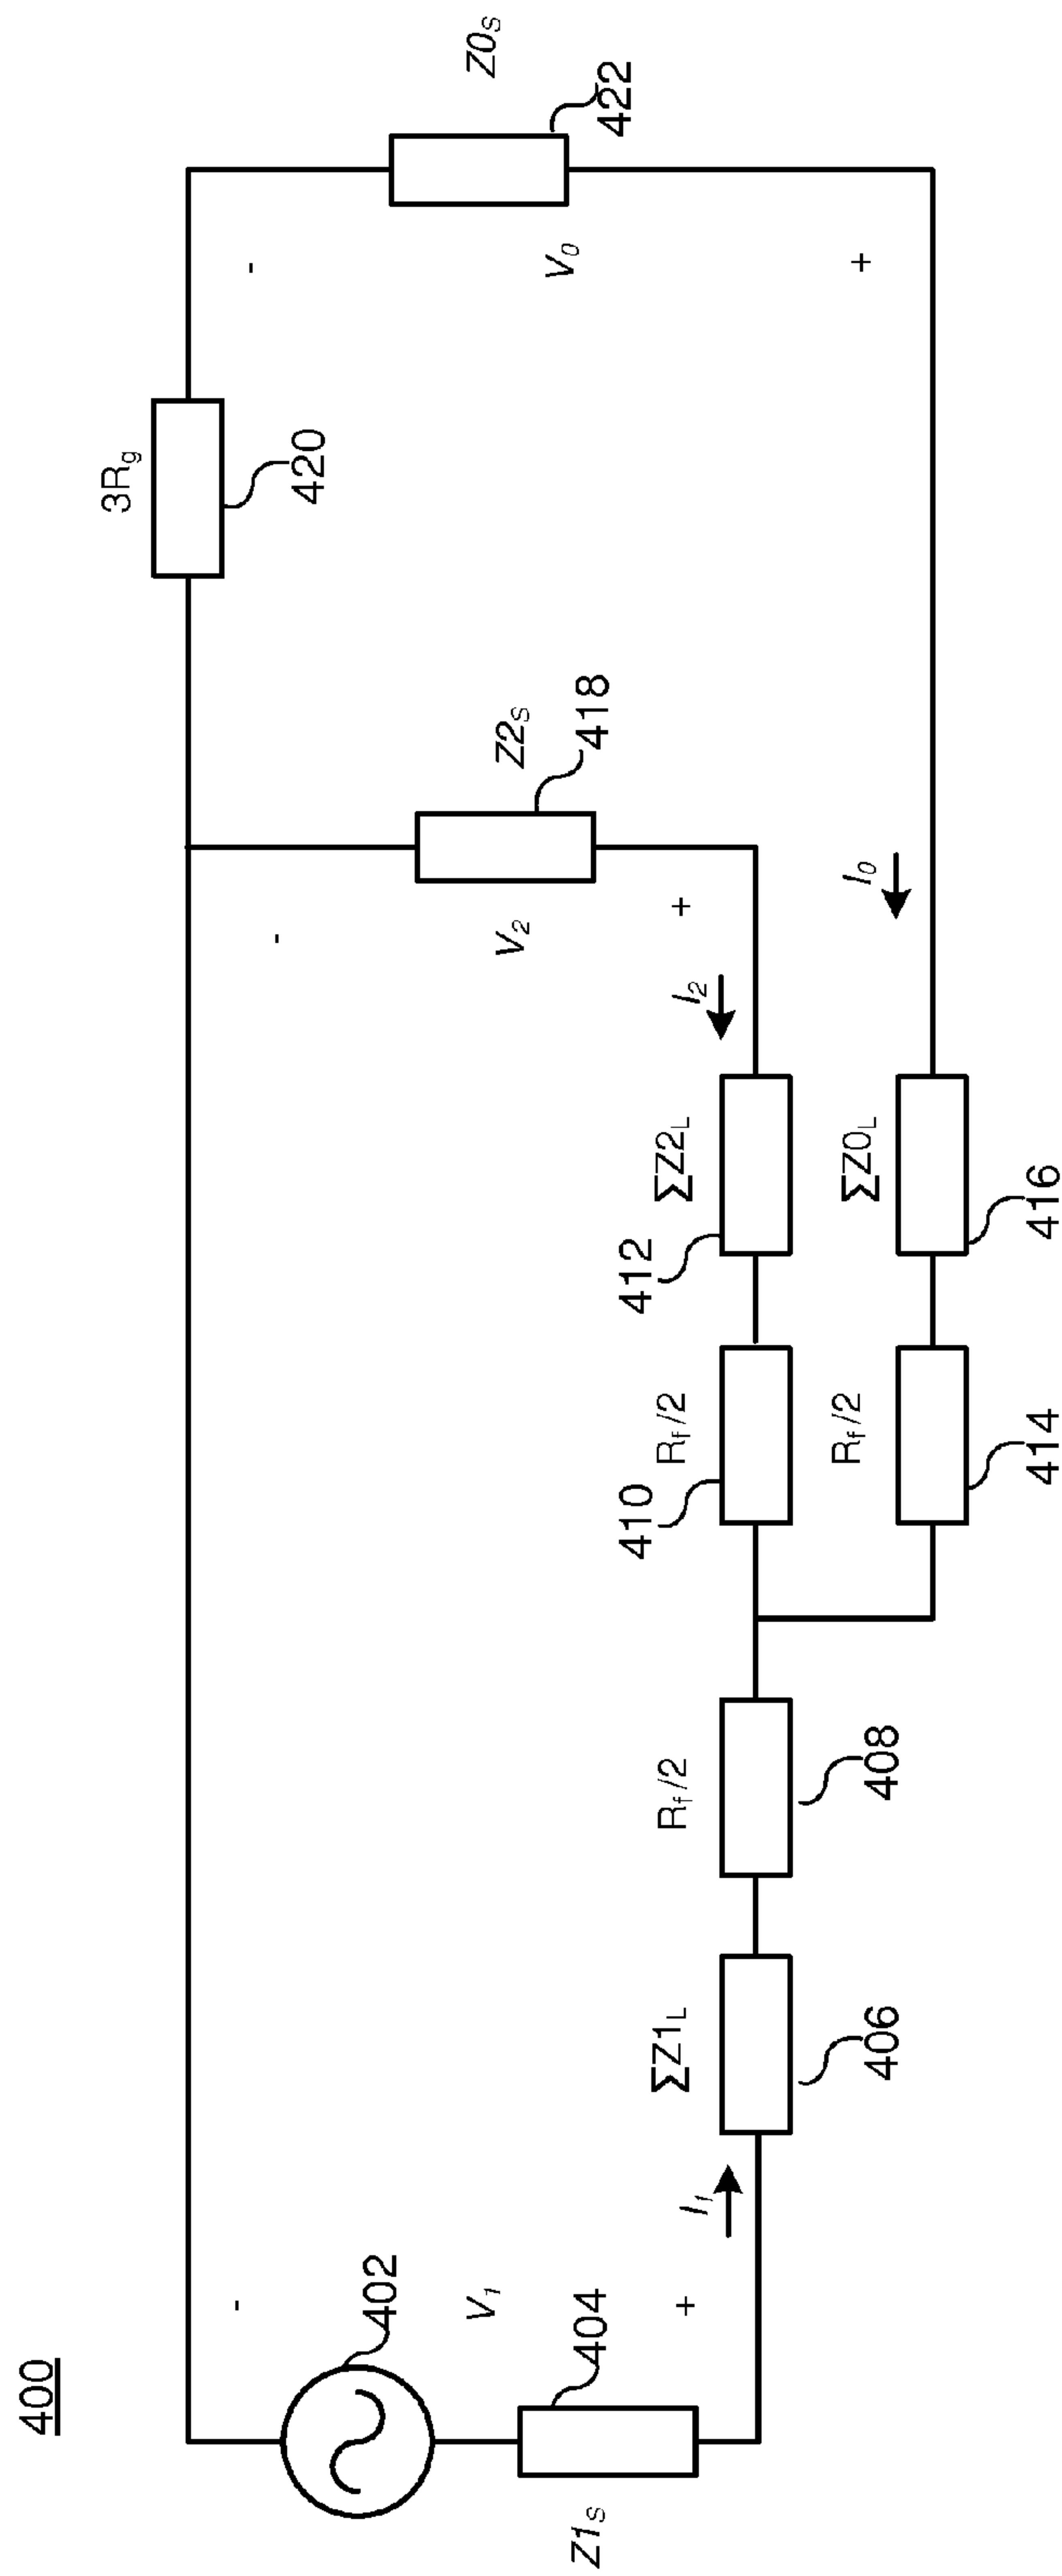 400
402
Z1S
404
-
V1
+
I1
ΣZ1L
406
Rf/2
408
Rf/2
410
ΣZ2L
412
Rf/2
414
ΣZ0L
416
I2
I0
-
V2
+
Z2S
418
3Rg
420
-
V0
+
Z0S
422